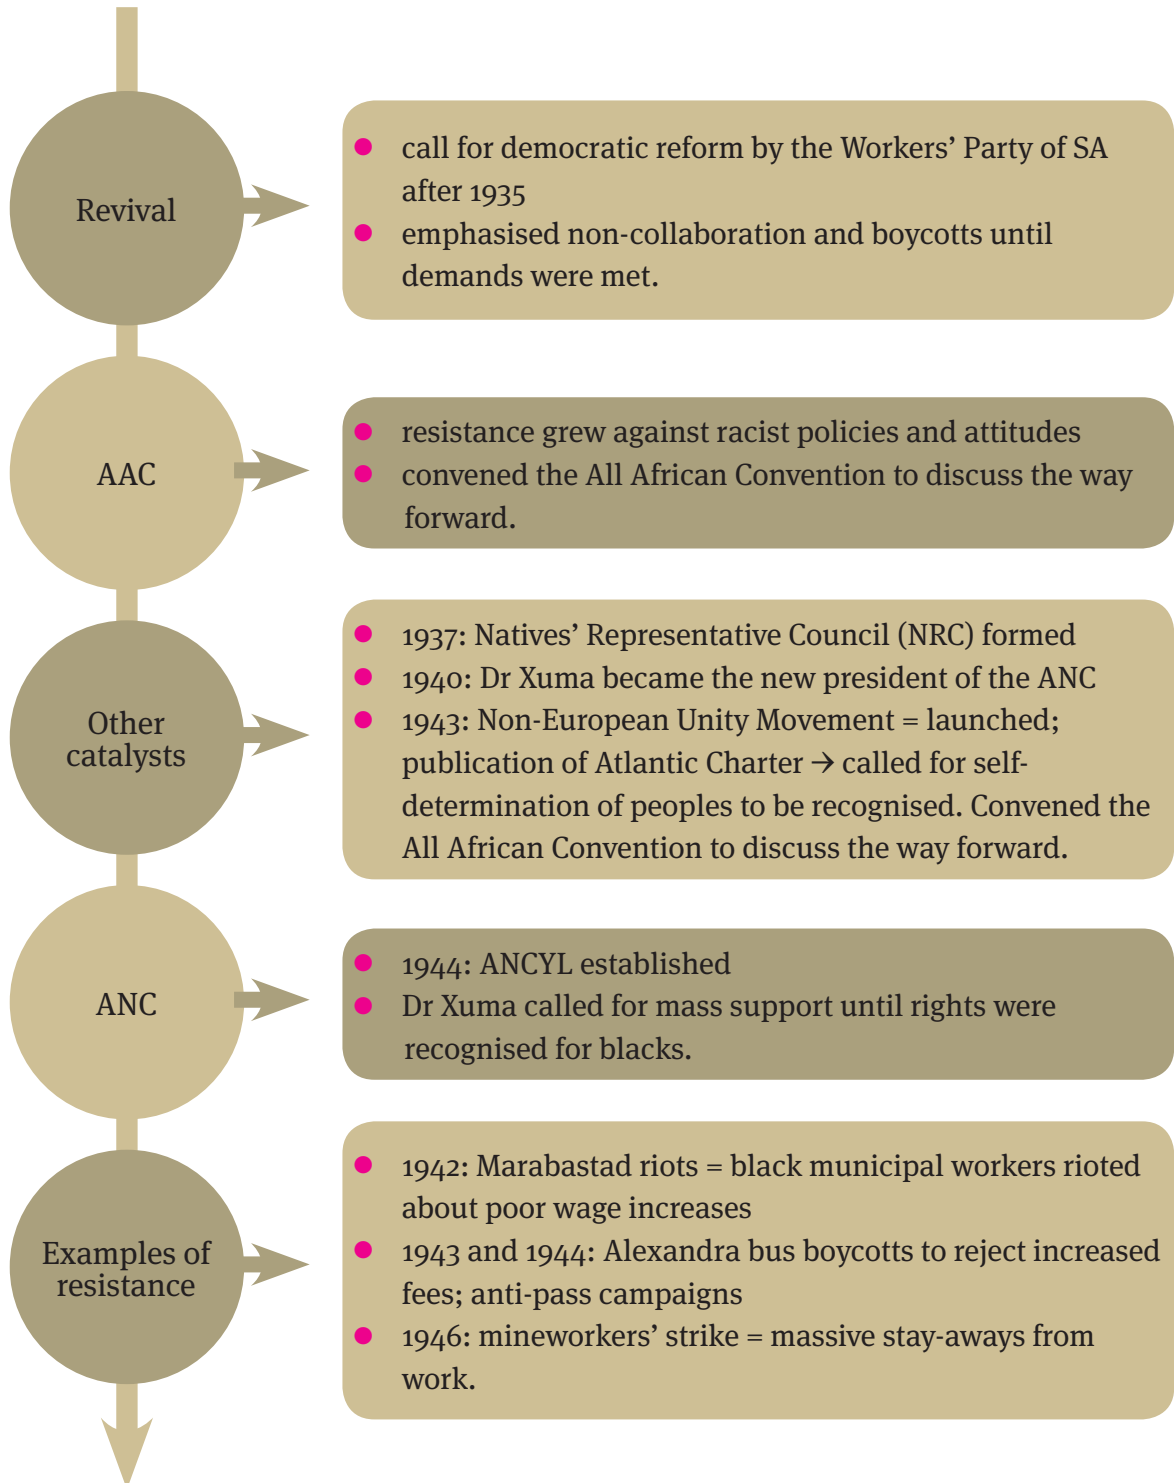 Revival
● call for democratic reform by the Workers’ Party of SA
after 1935
● emphasised non-collaboration and boycotts until
demands were met.
AAC
● resistance grew against racist policies and attitudes
● convened the All African Convention to discuss the way
forward.
Other
catalysts
● 1937: Natives’ Representative Council (NRC) formed
● 1940: Dr Xuma became the new president of the ANC
● 1943: Non-European Unity Movement = launched;
publication of Atlantic Charter → called for self-
determination of peoples to be recognised. Convened the
All African Convention to discuss the way forward.
ANC
● 1944: ANCYL established
● Dr Xuma called for mass support until rights were
recognised for blacks.
Examples of
resistance
● 1942: Marabastad riots = black municipal workers rioted
about poor wage increases
● 1943 and 1944: Alexandra bus boycotts to reject increased
fees; anti-pass campaigns
● 1946: mineworkers’ strike = massive stay-aways from
work.